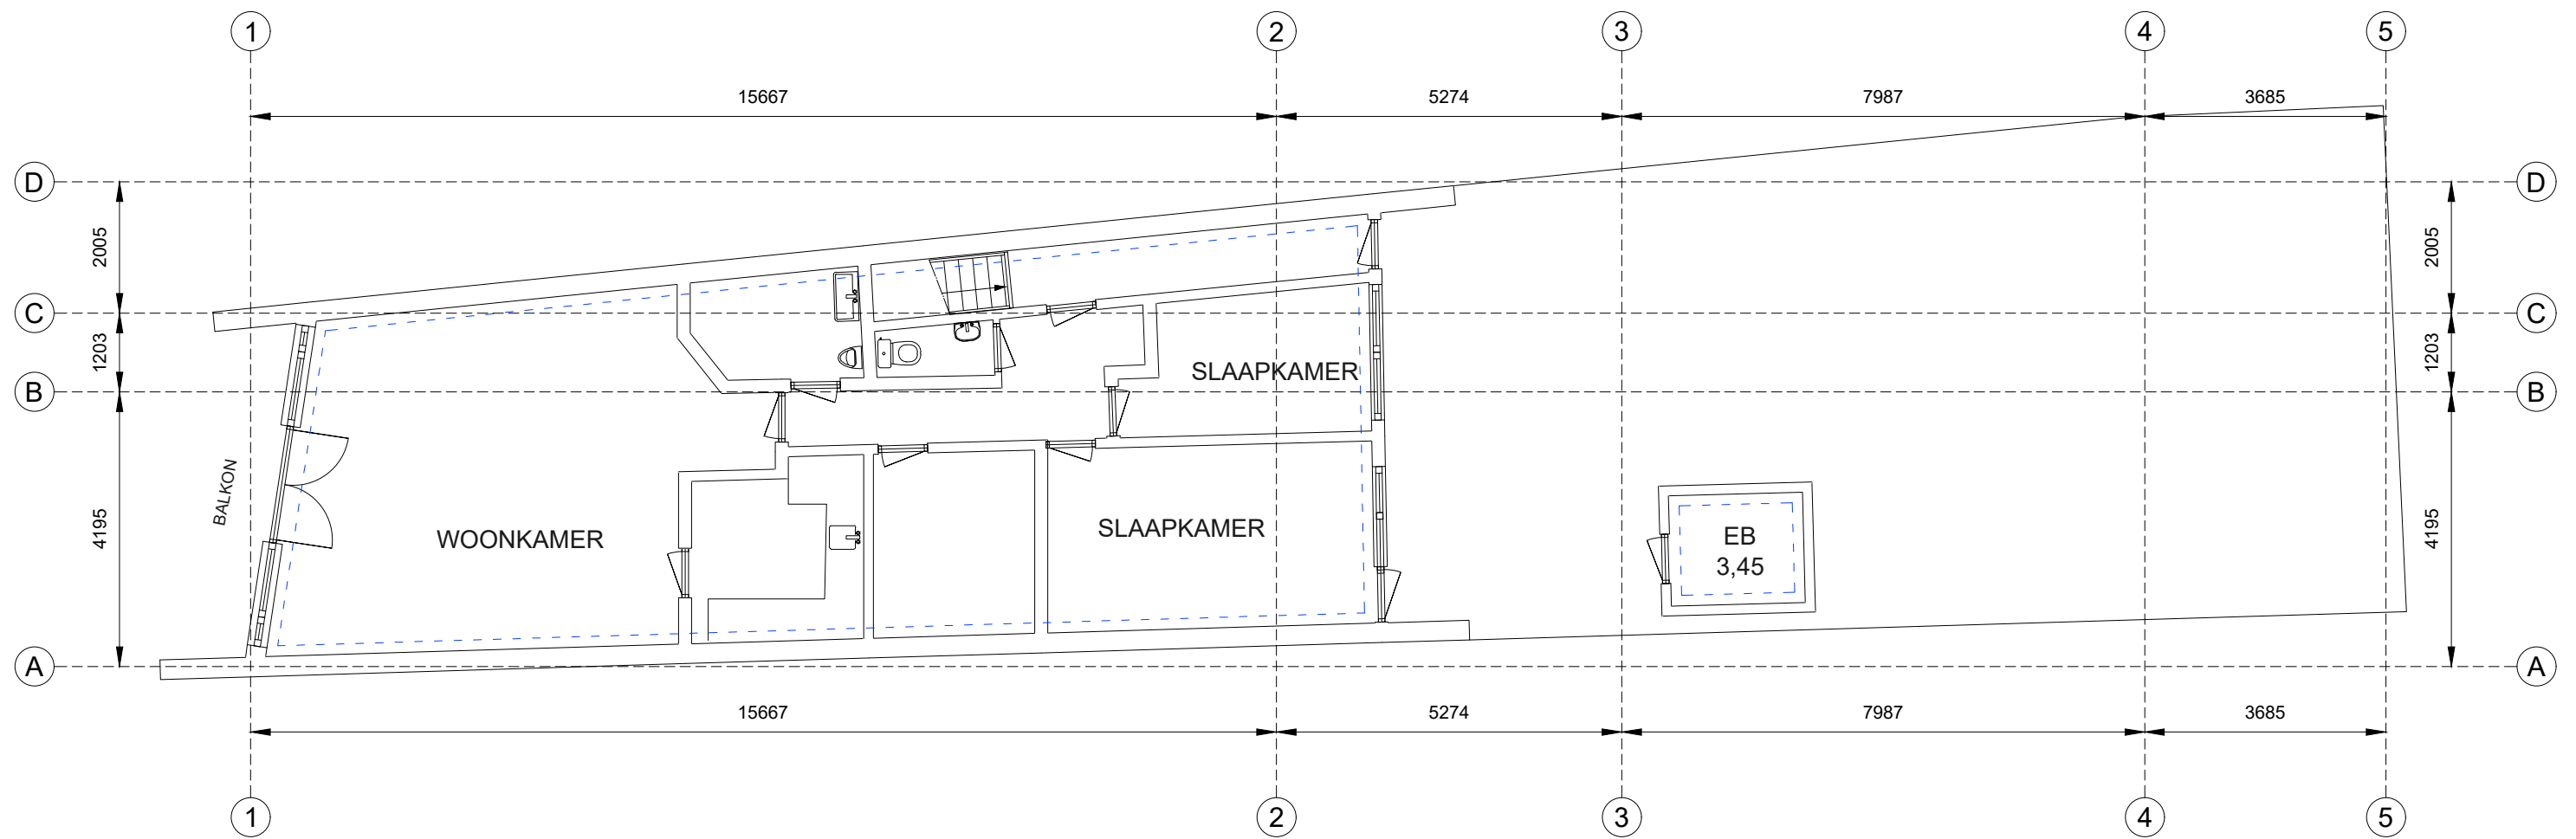 1 2 3 4 5
15667 5274 7987 3685
D D
2005 2005
C C
1203 1203
SLAAPKAMER
B B
BALKON
4195 4195
WOONKAMER SLAAPKAMER EB
3,45
A A
15667 5274 7987 3685
1 2 3 4 5